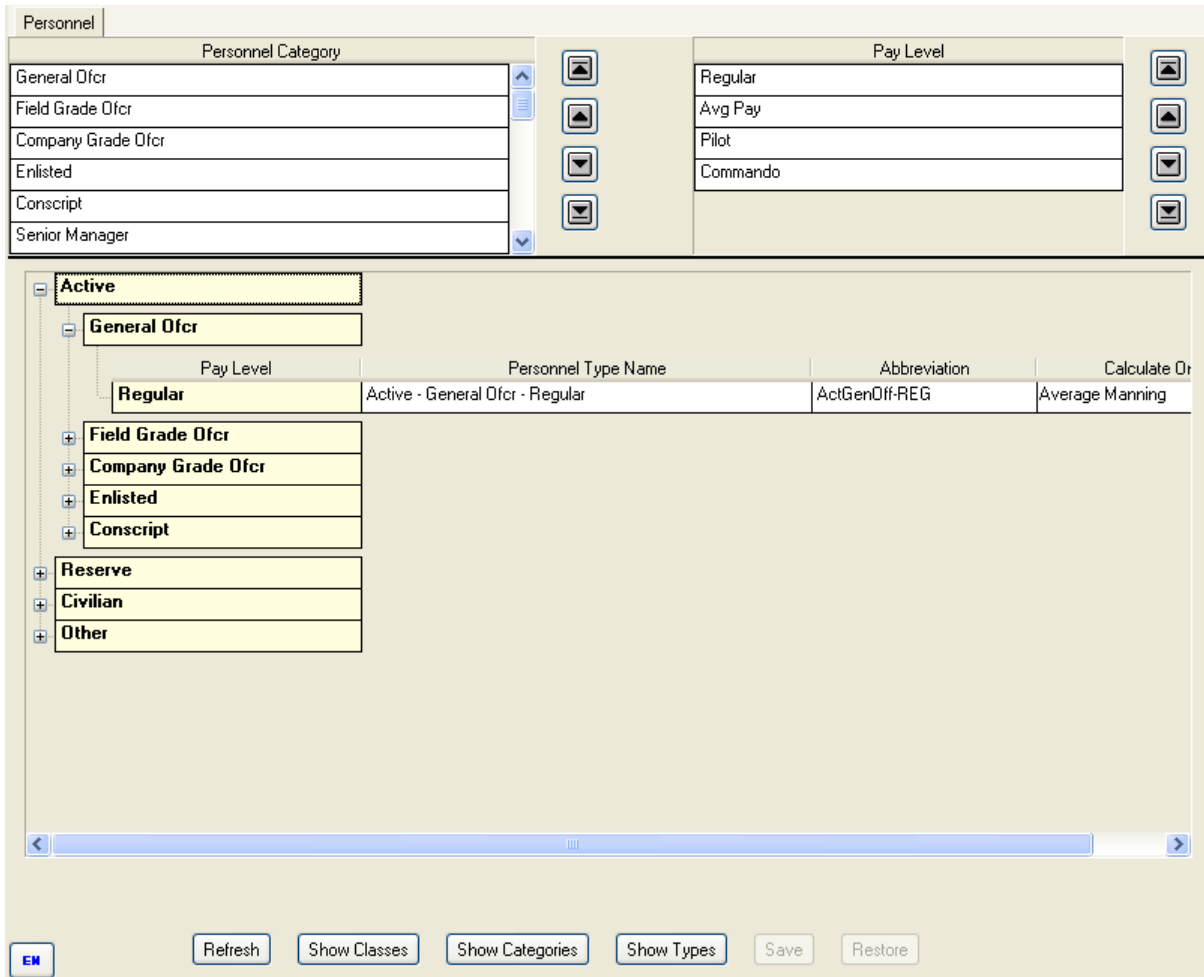 Personnel
Personnel Category
General Ofcr
Field Grade Ofcr
Company Grade Ofcr
Enlisted
Conscript
Senior Manager
Pay Level
Regular
Avg Pay
Pilot
Commando
Active
General Ofcr
Pay Level Personnel Type Name Abbreviation Calculate Or
Regular Active - General Ofcr - Regular ActGenOff-REG Average Manning
Field Grade Ofcr
Company Grade Ofcr
Enlisted
Conscript
Reserve
Civilian
Other
EN Refresh Show Classes Show Categories Show Types Save Restore